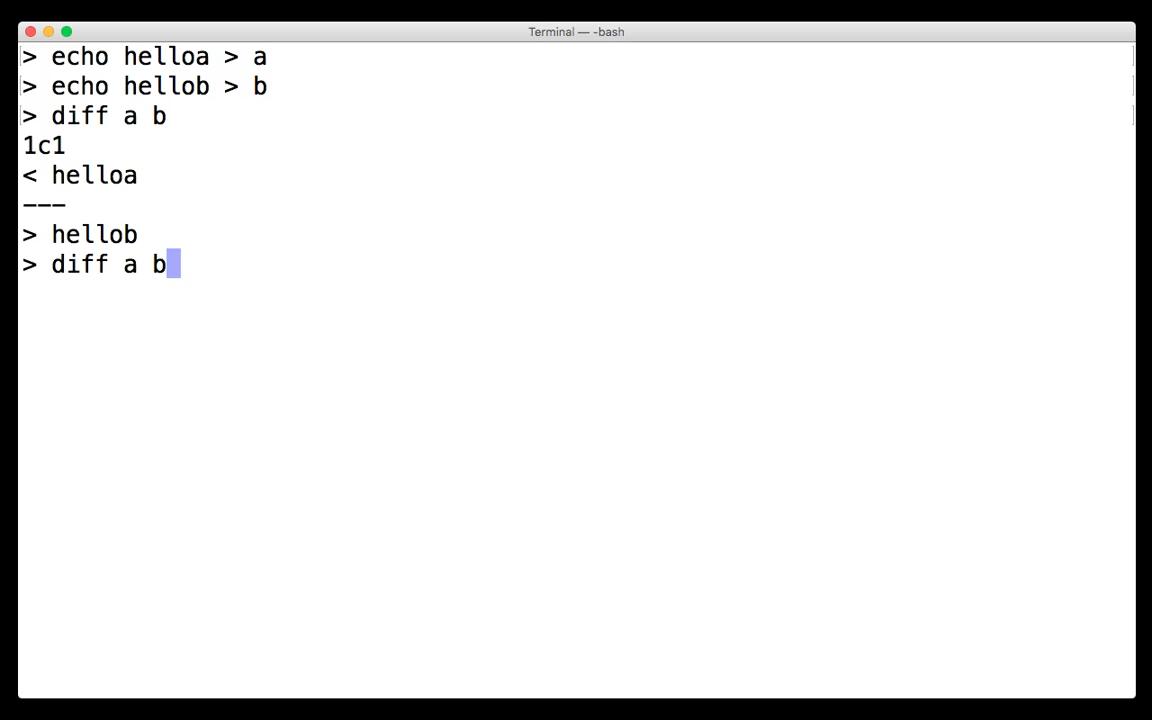 Terminal — -bash
> echo helloa > a
> echo hellob > b
> diff a b
1c1
< helloa
---
> hellob
> diff a b